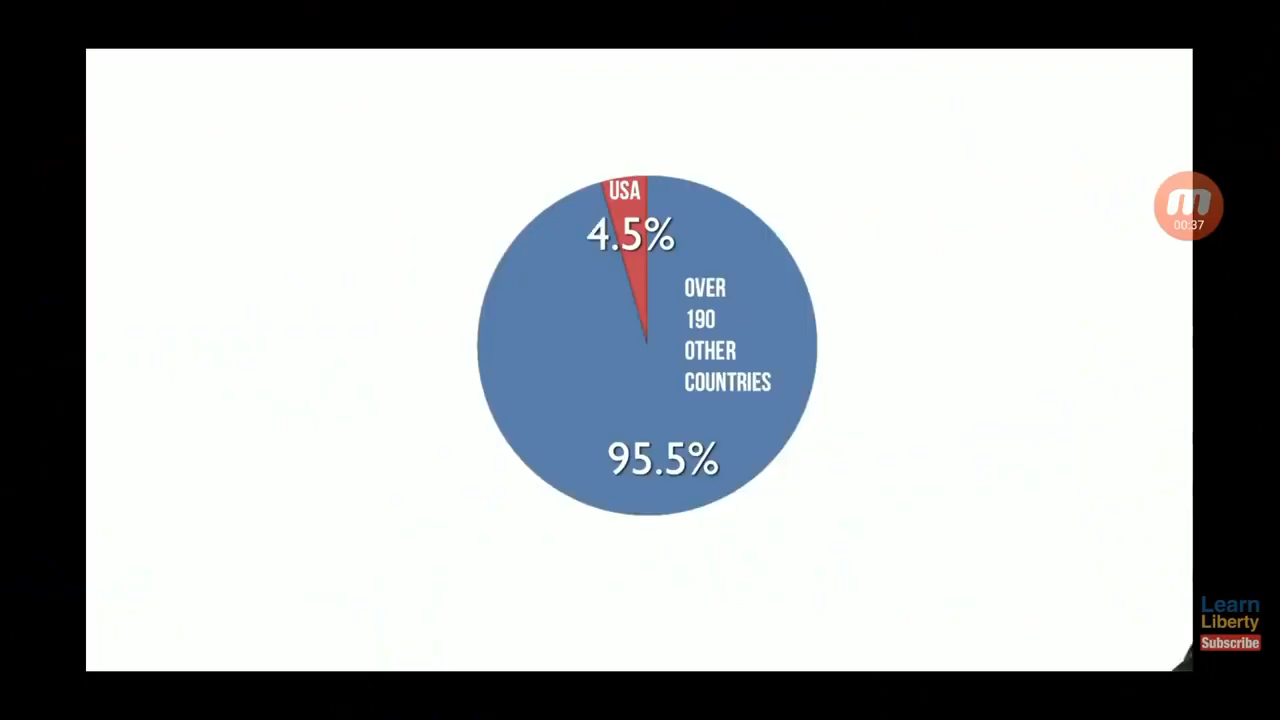 USA
4.5%
OVER
190
OTHER
COUNTRIES
95.5%
00:37
Learn
Liberty
Subscribe